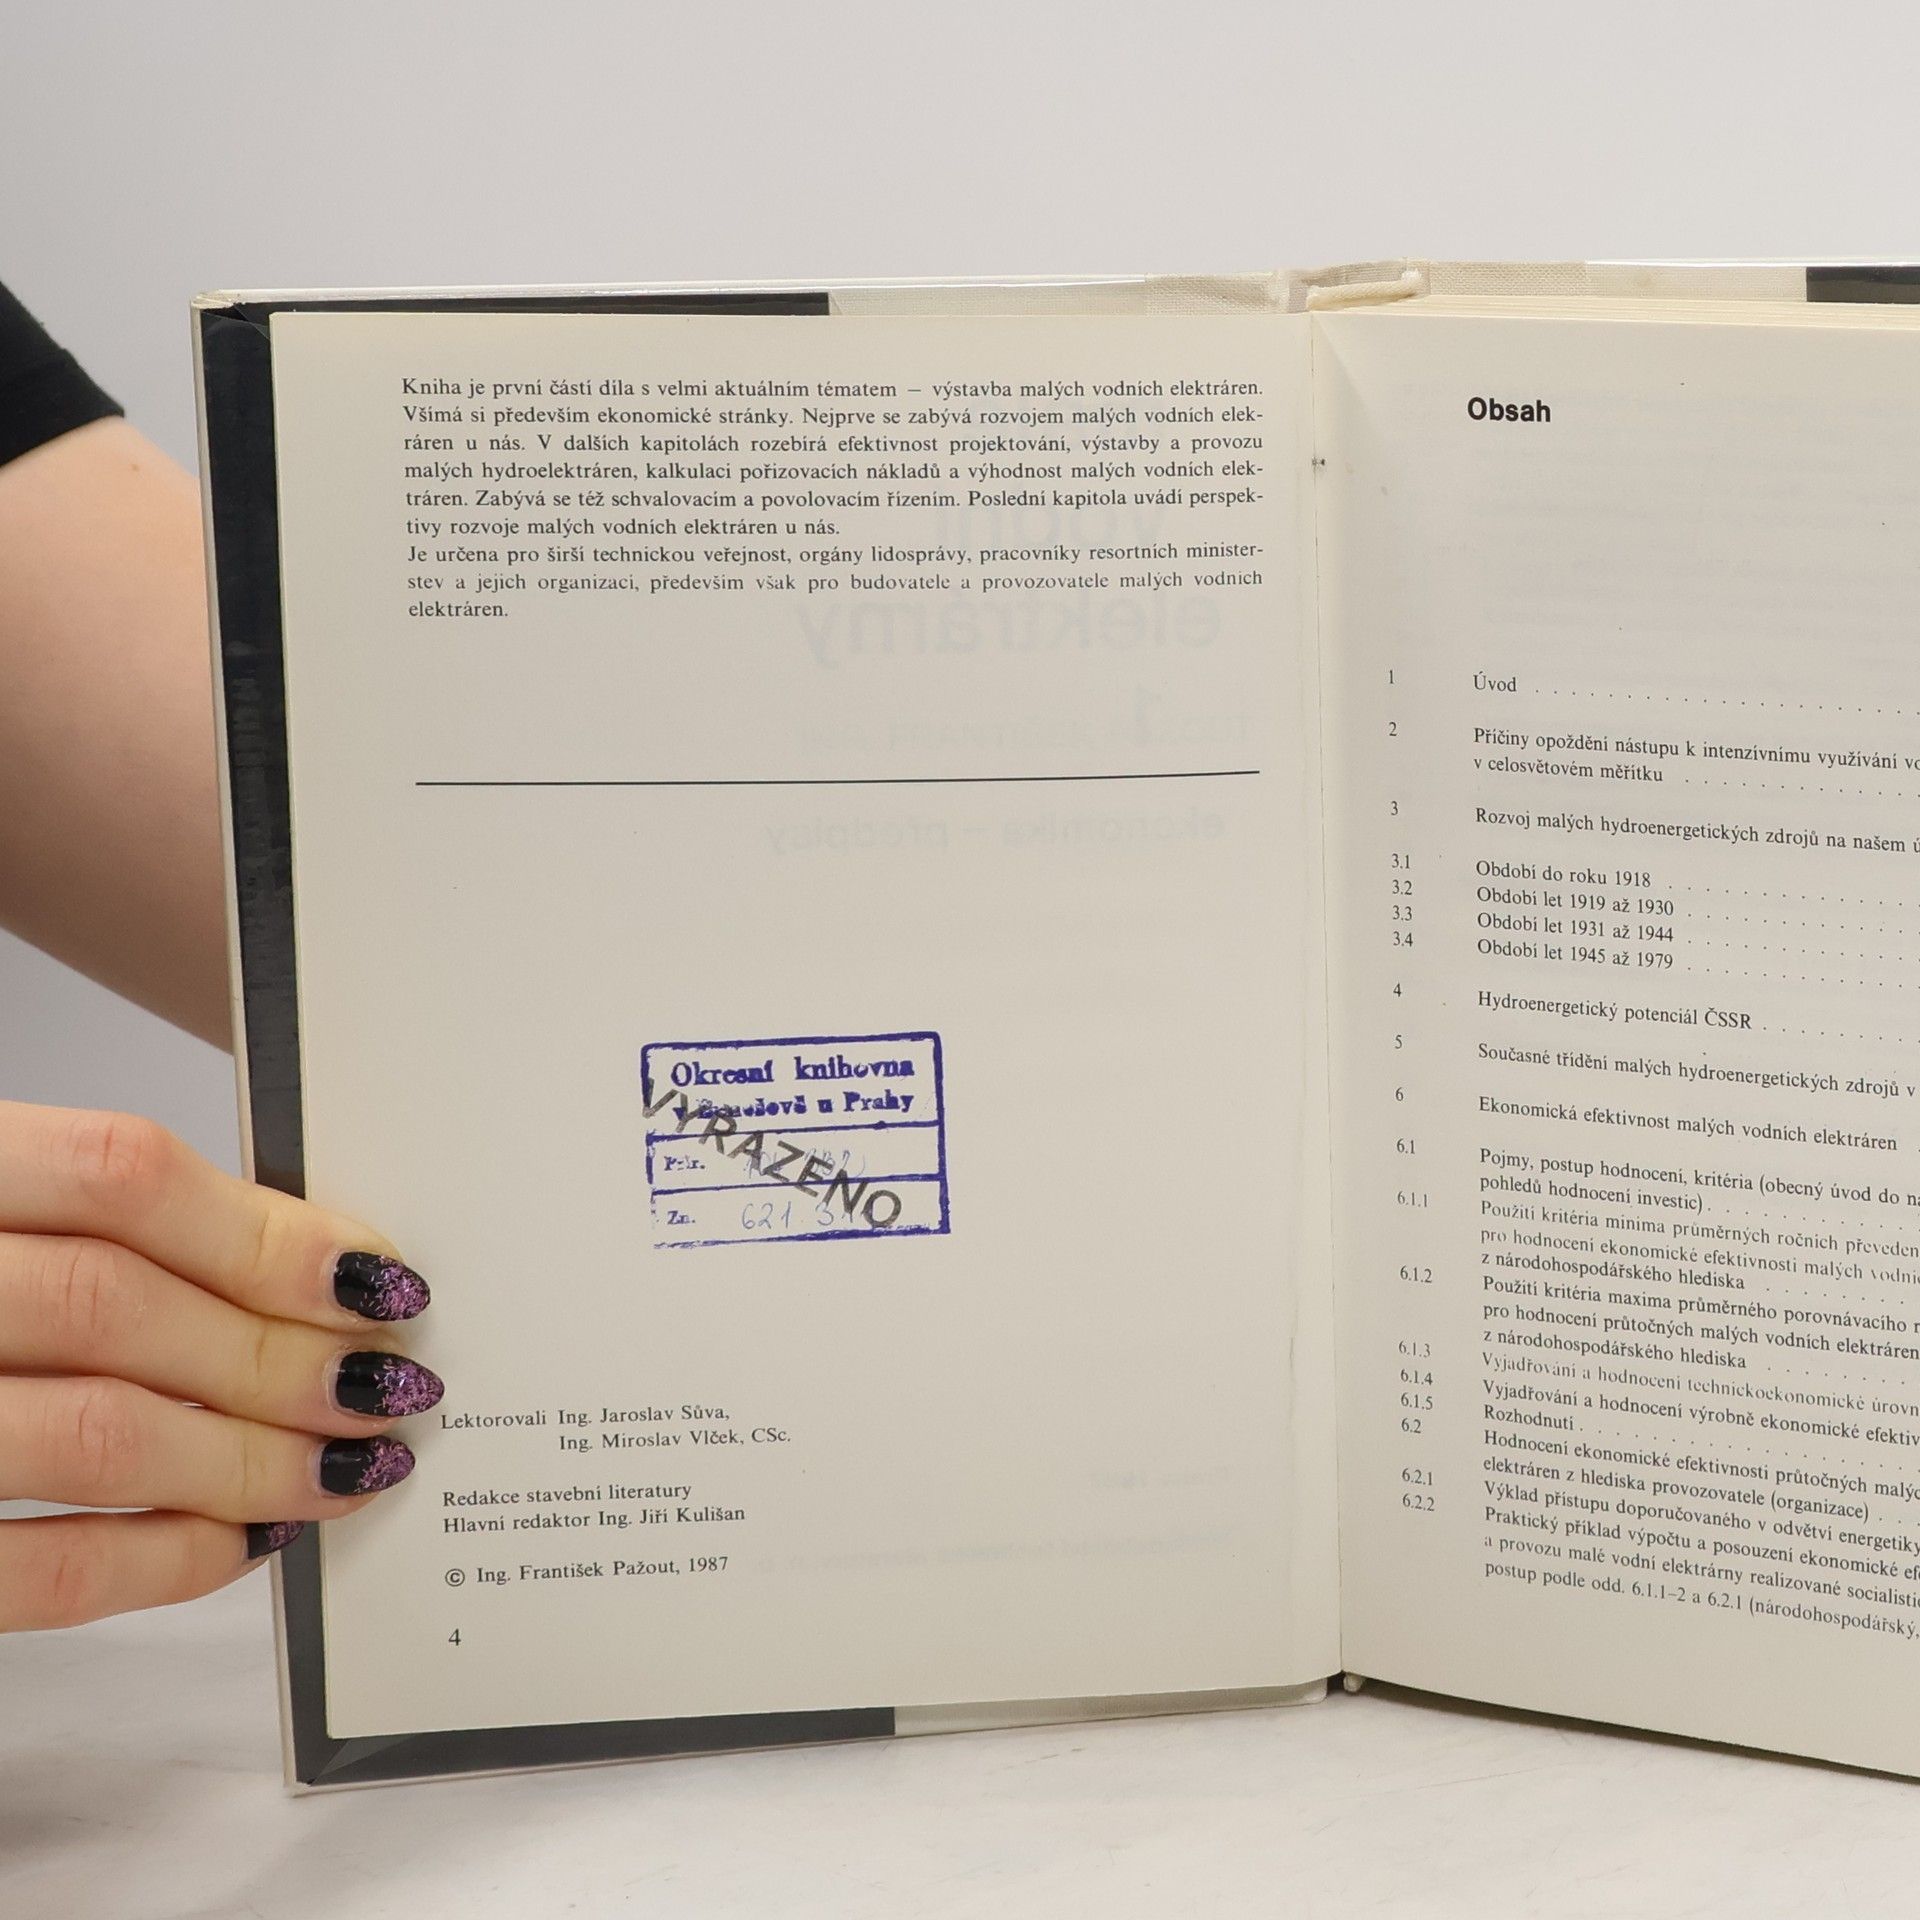 Kniha je první částí díla s velmi aktuálním tématem — výstavba malých vodních elektráren.
Všímá si především ekonomické stránky. Nejprve se zabývá rozvojem malých vodních elek-
ráren u nás. V dalších kapitolách rozebírá efektivnost projektování, výstavby a provozu
malých hydroelektráren, kalkulaci pořizovacích nákladů a výhodnost malých vodních elek-
tráren. Zabývá se též schvalovacím a povolovacím řízením. Poslední kapitola uvádí perspek-
tivy rozvoje malých vodních elektráren u nás.
Je určena pro širší technickou veřejnost, orgány lidosprávy, pracovníky resortních minister-
stev a jejich organizaci, především však pro budovatele a provozovatele malých vodních
elektráren.
Okresní knihovna
u Prahy
VYŘAZENO
Zn. 621.3
Lektorovali Ing. Jaroslav Sůva,
Ing. Miroslav Vlček, CSc.
Redakce stavební literatury
Hlavní redaktor Ing. Jiří Kulišan
© Ing. František Pažout, 1987
4
Obsah
1 Úvod
2 Příčiny opoždění nástupu k intenzívnímu využívání
v celosvětovém měřítku
3 Rozvoj malých hydroenergetických zdrojů na našem
3.1 Období do roku 1918
3.2 Období let 1919 až 1930
3.3 Období let 1931 až 1944
3.4 Období let 1945 až 1979
4 Hydroenergetický potenciál ČSSR
5 Současné třídění malých hydroenergetických zdrojů v
6 Ekonomická efektivnost malých vodních elektráren
6.1 Pojmy, postup hodnocení, kritéria (obecný úvod do
pohledů hodnocení investic)
6.1.1 Použití kritéria minima průměrných ročních
pro hodnocení ekonomické efektivnosti malých
z národohospodářského hlediska
6.1.2 Použití kritéria maxima průměrného porovnávacího
pro hodnocení průtočných malých vodních elektráren
z národohospodářského hlediska
6.1.3 Vyjadřování a hodnocení technickoekonomické
6.1.4 Vyjadřování a hodnocení výrobně ekonomické
6.1.5 Rozhodnutí
6.2 Hodnocení ekonomické efektivnosti průtočných
elektráren z hlediska provozovatele (organizace)
6.2.1 Výklad přístupu doporučovaného v odvětví energetiky
6.2.2 Praktický příklad výpočtu a posouzení ekonomické
a provozu malé vodní elektrárny realizované
postup podle odd. 6.1.1–2 a 6.2.1 (národohospodářský,